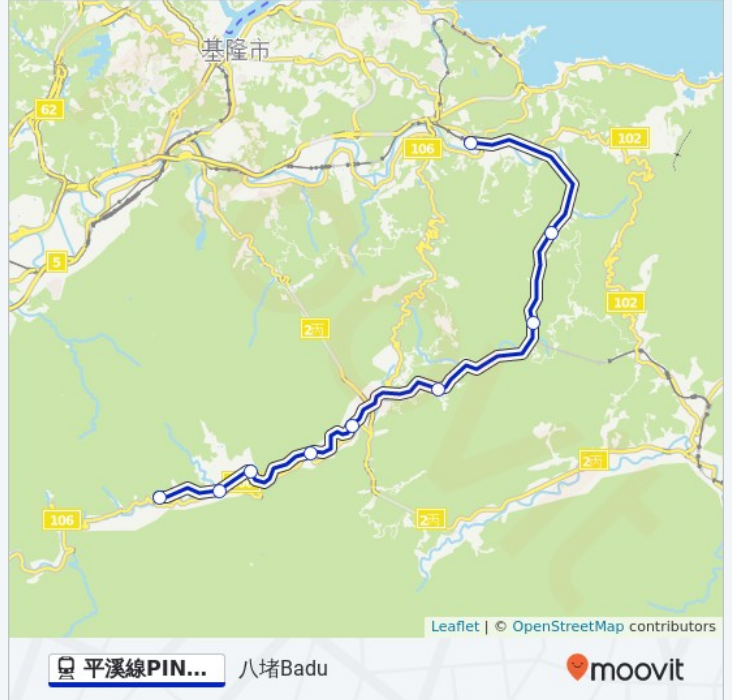 基隆市
62
106
102
5
102
2丙
2丙
106
2丙
Leaflet | © OpenStreetMap contributors
平溪線PIN... 八堵Badu
moovit